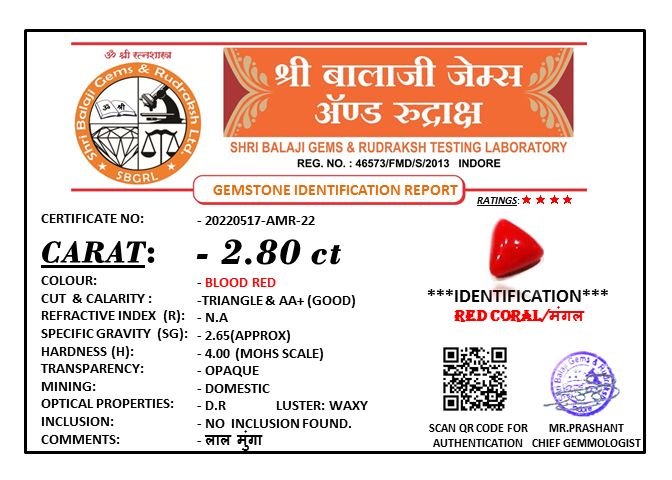 ॐ श्री रत्नशास्त्र
Shri Balaji Gems & Rudraksh Ltd.
SBGRL
श्री बालाजी जेम्स
ॲण्ड रुद्राक्ष
SHRI BALAJI GEMS & RUDRAKSH TESTING LABORATORY
REG. NO. : 46573/FMD/S/2013 INDORE
GEMSTONE IDENTIFICATION REPORT
RATINGS: ★ ★ ★ ★
CERTIFICATE NO: - 20220517-AMR-22
CARAT: - 2.80 ct
COLOUR: - BLOOD RED
CUT & CALARITY : -TRIANGLE & AA+ (GOOD)
REFRACTIVE INDEX (R): - N.A
SPECIFIC GRAVITY (SG): - 2.65(APPROX)
HARDNESS (H): - 4.00 (MOHS SCALE)
TRANSPARENCY: - OPAQUE
MINING: - DOMESTIC
OPTICAL PROPERTIES: - D.R LUSTER: WAXY
INCLUSION: - NO INCLUSION FOUND.
COMMENTS: - लाल मुंगा
***IDENTIFICATION***
RED CORAL/मंगल
SCAN QR CODE FOR
AUTHENTICATION
MR.PRASHANT
CHIEF GEMMOLOGIST